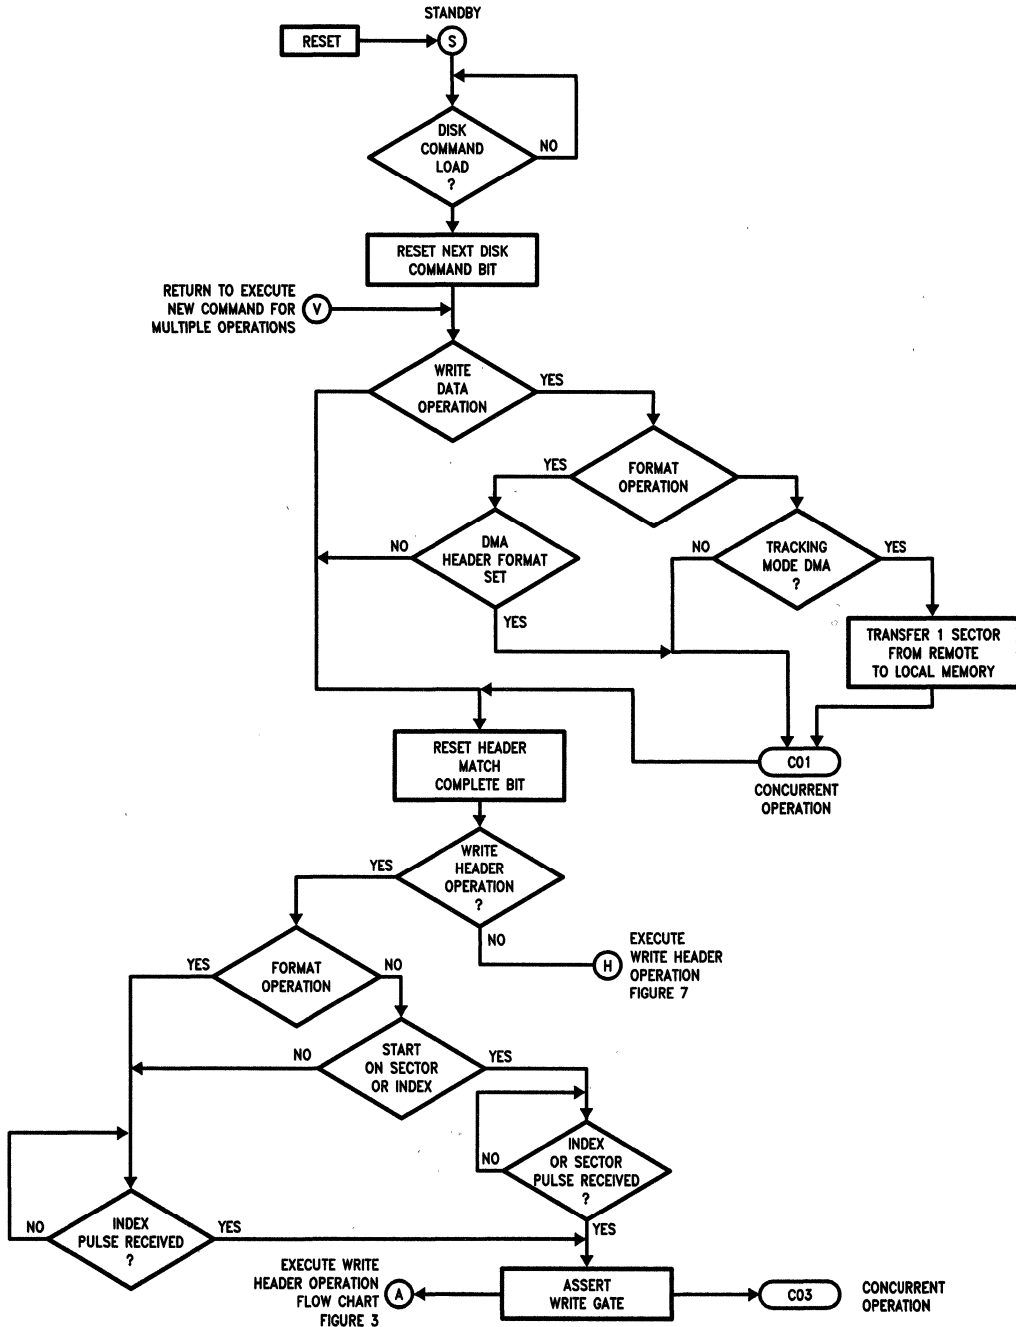 STANDBY
RESET
S
DISK
COMMAND
LOAD
?
NO
RESET NEXT DISK
COMMAND BIT
RETURN TO EXECUTE
NEW COMMAND FOR
MULTIPLE OPERATIONS
V
WRITE
DATA
OPERATION
YES
FORMAT
OPERATION
YES
DMA
HEADER FORMAT
SET
NO
YES
TRACKING
MODE DMA
?
NO
YES
TRANSFER 1 SECTOR
FROM REMOTE
TO LOCAL MEMORY
CO1
CONCURRENT
OPERATION
RESET HEADER
MATCH
COMPLETE BIT
WRITE
HEADER
OPERATION
?
YES
NO
H
EXECUTE
WRITE HEADER
OPERATION
FIGURE 7
FORMAT
OPERATION
YES
NO
START
ON SECTOR
OR INDEX
NO
YES
INDEX
OR SECTOR
PULSE RECEIVED
?
NO
YES
INDEX
PULSE RECEIVED
?
NO
YES
EXECUTE WRITE
HEADER OPERATION
FLOW CHART
FIGURE 3
A
ASSERT
WRITE GATE
CO3
CONCURRENT
OPERATION